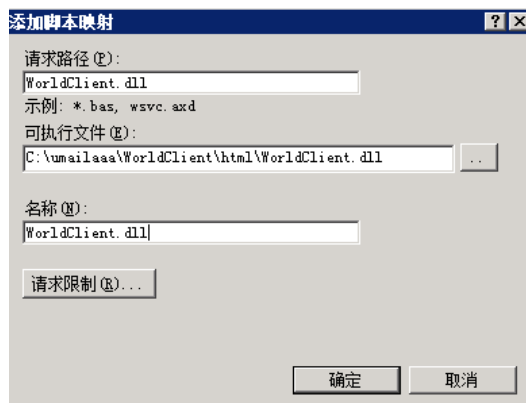 添加脚本映射
请求路径(P):
WorldClient.dll
示例: *.bas, wsvc.axd
可执行文件(E):
C:\umailaaa\WorldClient\html\WorldClient.dll
..
名称(N):
WorldClient.dll
请求限制(R)...
确定
取消